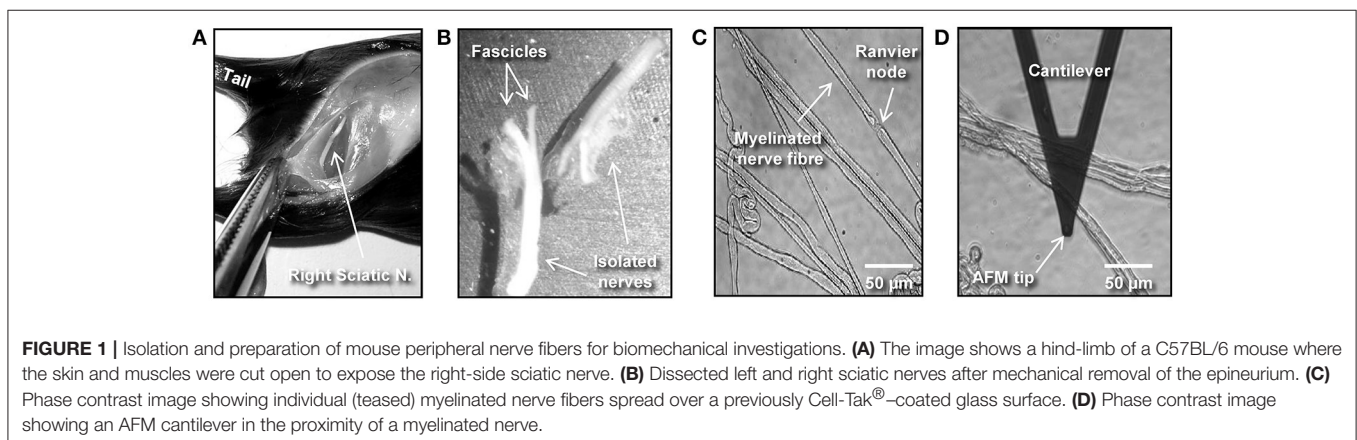 A
Tail
Right Sciatic N.
B
Fascicles
Isolated
nerves
C
Ranvier
node
Myelinated
nerve fibre
50 µm
D
Cantilever
AFM tip
50 µm
FIGURE 1 | Isolation and preparation of mouse peripheral nerve fibers for biomechanical investigations. (A) The image shows a hind-limb of a C57BL/6 mouse where
the skin and muscles were cut open to expose the right-side sciatic nerve. (B) Dissected left and right sciatic nerves after mechanical removal of the epineurium. (C)
Phase contrast image showing individual (teased) myelinated nerve fibers spread over a previously Cell-Tak®–coated glass surface. (D) Phase contrast image
showing an AFM cantilever in the proximity of a myelinated nerve.